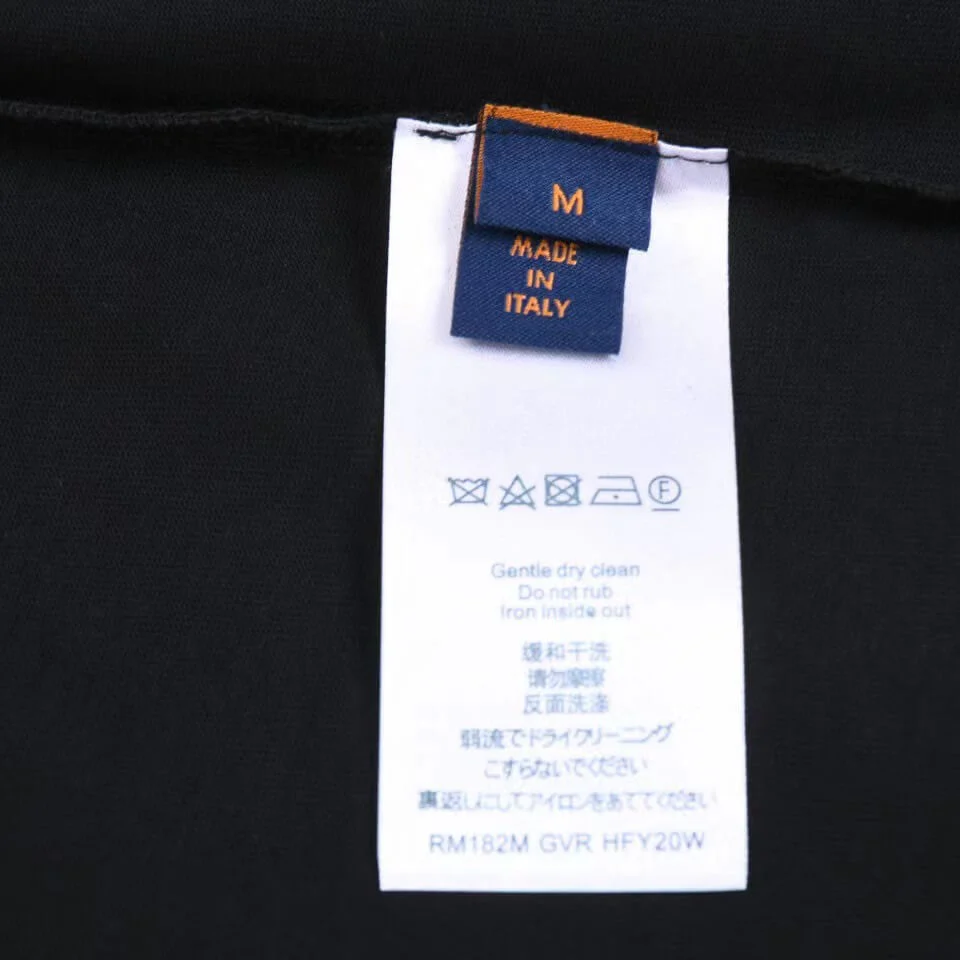 M
MADE
IN
ITALY
F
Gentle dry clean
Do not rub
Iron inside out
缓和干洗
请勿摩擦
反面洗涤
弱流でドライクリーニング
こすらないでください
裏返しにしてアイロンをあててください
RM182M GVR HFY20W